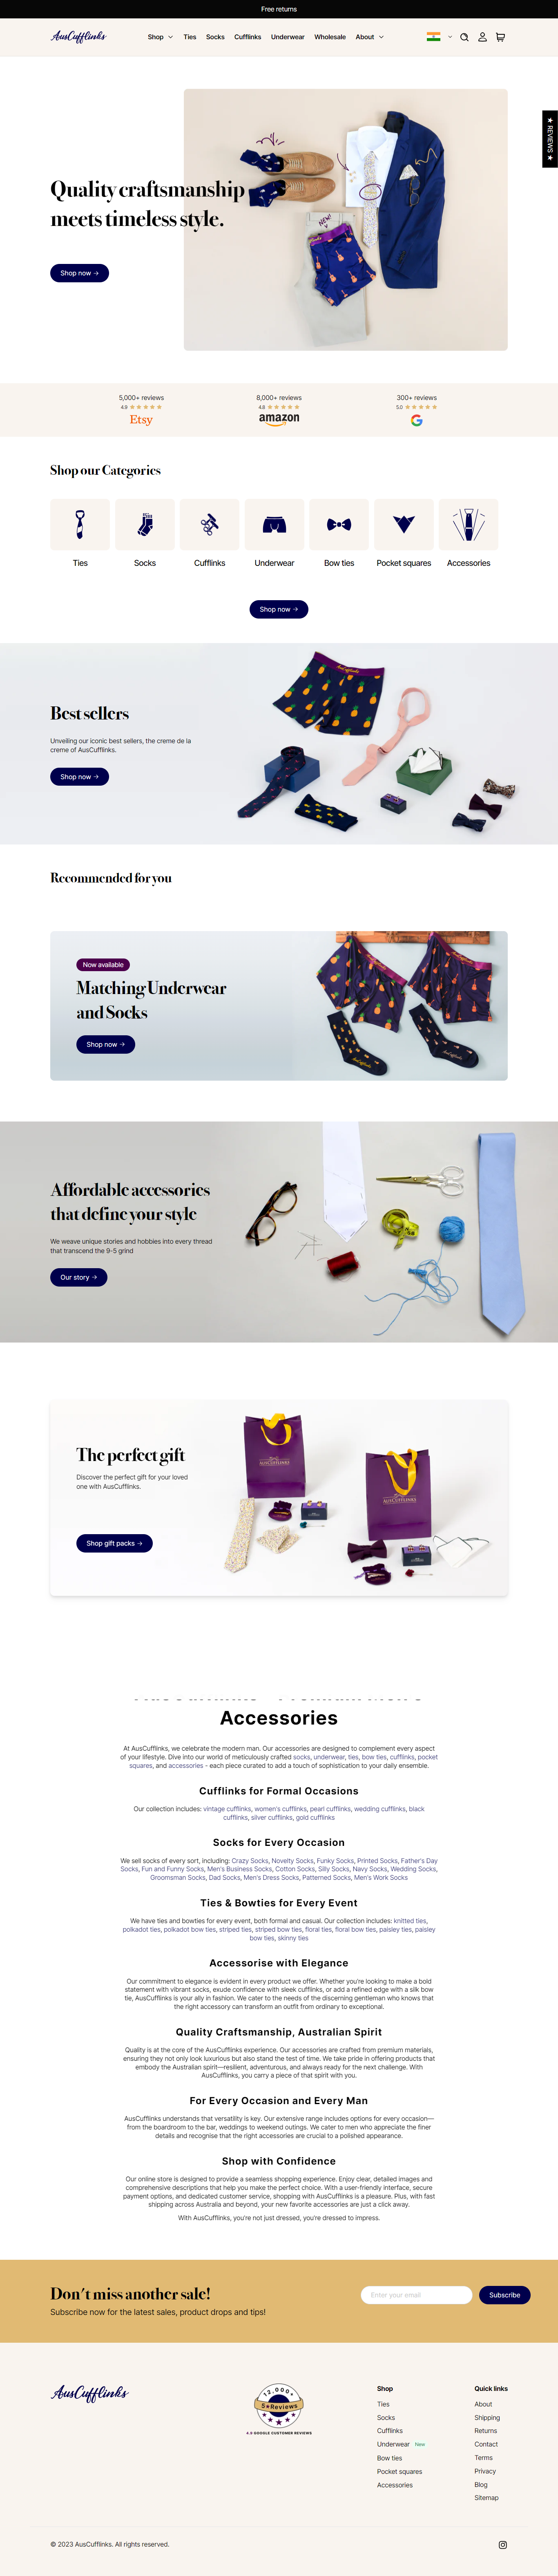 Free returns
AusCufflinks
Shop
Ties
Socks
Cufflinks
Underwear
Wholesale
About
★ REVIEWS ★
Quality craftsmanship
meets timeless style.
NEW!
Shop now →
5,000+ reviews
8,000+ reviews
300+ reviews
4.9 ★★★★★
4.8 ★★★★★
5.0 ★★★★★
Etsy
amazon
G
Shop our Categories
Ties
Socks
Cufflinks
Underwear
Bow ties
Pocket squares
Accessories
Shop now →
Best sellers
Unveiling our iconic best sellers, the creme de la
creme of AusCufflinks.
Shop now →
Recommended for you
Now available
Matching Underwear
and Socks
Shop now →
Affordable accessories
that define your style
We weave unique stories and hobbies into every thread
that transcend the 9-5 grind
Our story →
The perfect gift
Discover the perfect gift for your loved
one with AusCufflinks.
AUSCUFFLINKS
AUSCUFFLINKS
Shop gift packs →
Accessories
At AusCufflinks, we celebrate the modern man. Our accessories are designed to complement every aspect
of your lifestyle. Dive into our world of meticulously crafted socks, underwear, ties, bow ties, cufflinks, pocket
squares, and accessories - each piece curated to add a touch of sophistication to your daily ensemble.
Cufflinks for Formal Occasions
Our collection includes: vintage cufflinks, women's cufflinks, pearl cufflinks, wedding cufflinks, black
cufflinks, silver cufflinks, gold cufflinks
Socks for Every Occasion
We sell socks of every sort, including: Crazy Socks, Novelty Socks, Funky Socks, Printed Socks, Father's Day
Socks, Fun and Funny Socks, Men's Business Socks, Cotton Socks, Silly Socks, Navy Socks, Wedding Socks,
Groomsman Socks, Dad Socks, Men's Dress Socks, Patterned Socks, Men's Work Socks
Ties & Bowties for Every Event
We have ties and bowties for every event, both formal and casual. Our collection includes: knitted ties,
polkadot ties, polkadot bow ties, striped ties, striped bow ties, floral ties, floral bow ties, paisley ties, paisley
bow ties, skinny ties
Accessorise with Elegance
Our commitment to elegance is evident in every product we offer. Whether you're looking to make a bold
statement with vibrant socks, exude confidence with sleek cufflinks, or add a refined edge with a silk bow
tie, AusCufflinks is your ally in fashion. We cater to the needs of the discerning gentleman who knows that
the right accessory can transform an outfit from ordinary to exceptional.
Quality Craftsmanship, Australian Spirit
Quality is at the core of the AusCufflinks experience. Our accessories are crafted from premium materials,
ensuring they not only look luxurious but also stand the test of time. We take pride in offering products that
embody the Australian spirit—resilient, adventurous, and always ready for the next challenge. With
AusCufflinks, you carry a piece of that spirit with you.
For Every Occasion and Every Man
AusCufflinks understands that versatility is key. Our extensive range includes options for every occasion—
from the boardroom to the bar, weddings to weekend outings. We cater to men who appreciate the finer
details and recognise that the right accessories are crucial to a polished appearance.
Shop with Confidence
Our online store is designed to provide a seamless shopping experience. Enjoy clear, detailed images and
comprehensive descriptions that help you make the perfect choice. With a user-friendly interface, secure
payment options, and dedicated customer service, shopping with AusCufflinks is a pleasure. Plus, with fast
shipping across Australia and beyond, your new favorite accessories are just a click away.
With AusCufflinks, you're not just dressed, you're dressed to impress.
Don't miss another sale!
Subscribe now for the latest sales, product drops and tips!
Enter your email
Subscribe
AusCufflinks
12,000+
5★Reviews
4.9 GOOGLE CUSTOMER REVIEWS
Shop
Ties
Socks
Cufflinks
Underwear New
Bow ties
Pocket squares
Accessories
Quick links
About
Shipping
Returns
Contact
Terms
Privacy
Blog
Sitemap
© 2023 AusCufflinks. All rights reserved.